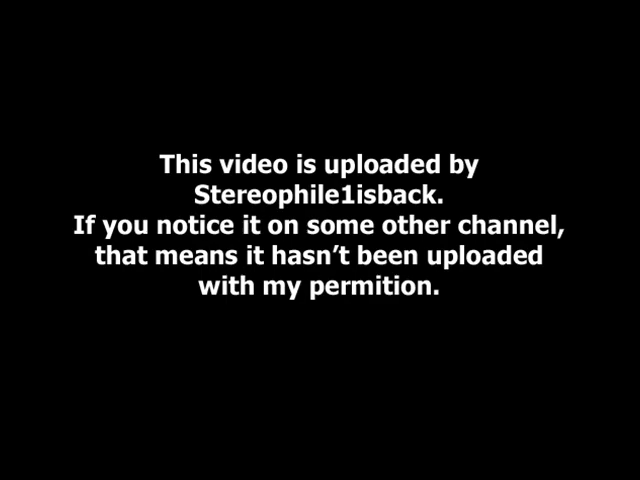 This video is uploaded by
Stereophile1isback.
If you notice it on some other channel,
that means it hasn’t been uploaded
with my permition.